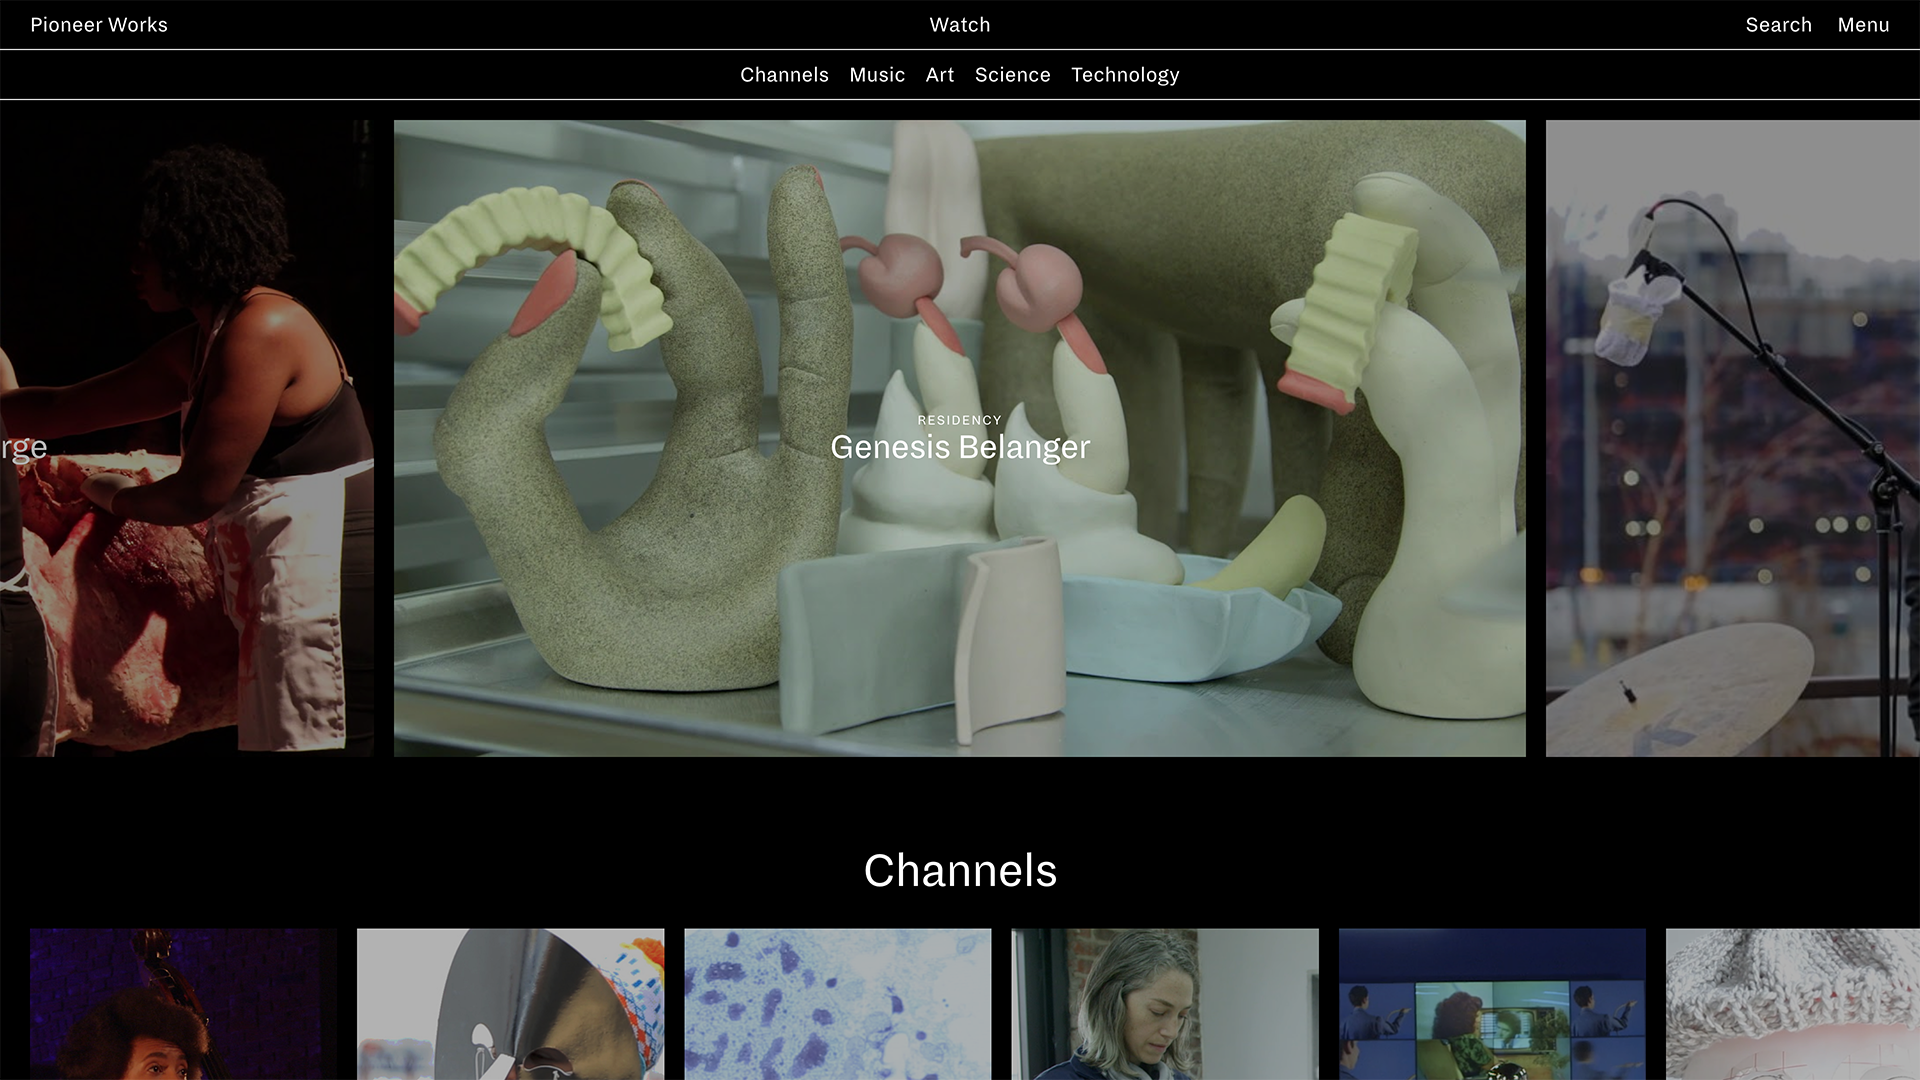 Pioneer Works
Watch
Search
Menu
Channels Music Art Science Technology
rge
RESIDENCY
Genesis Belanger
Channels